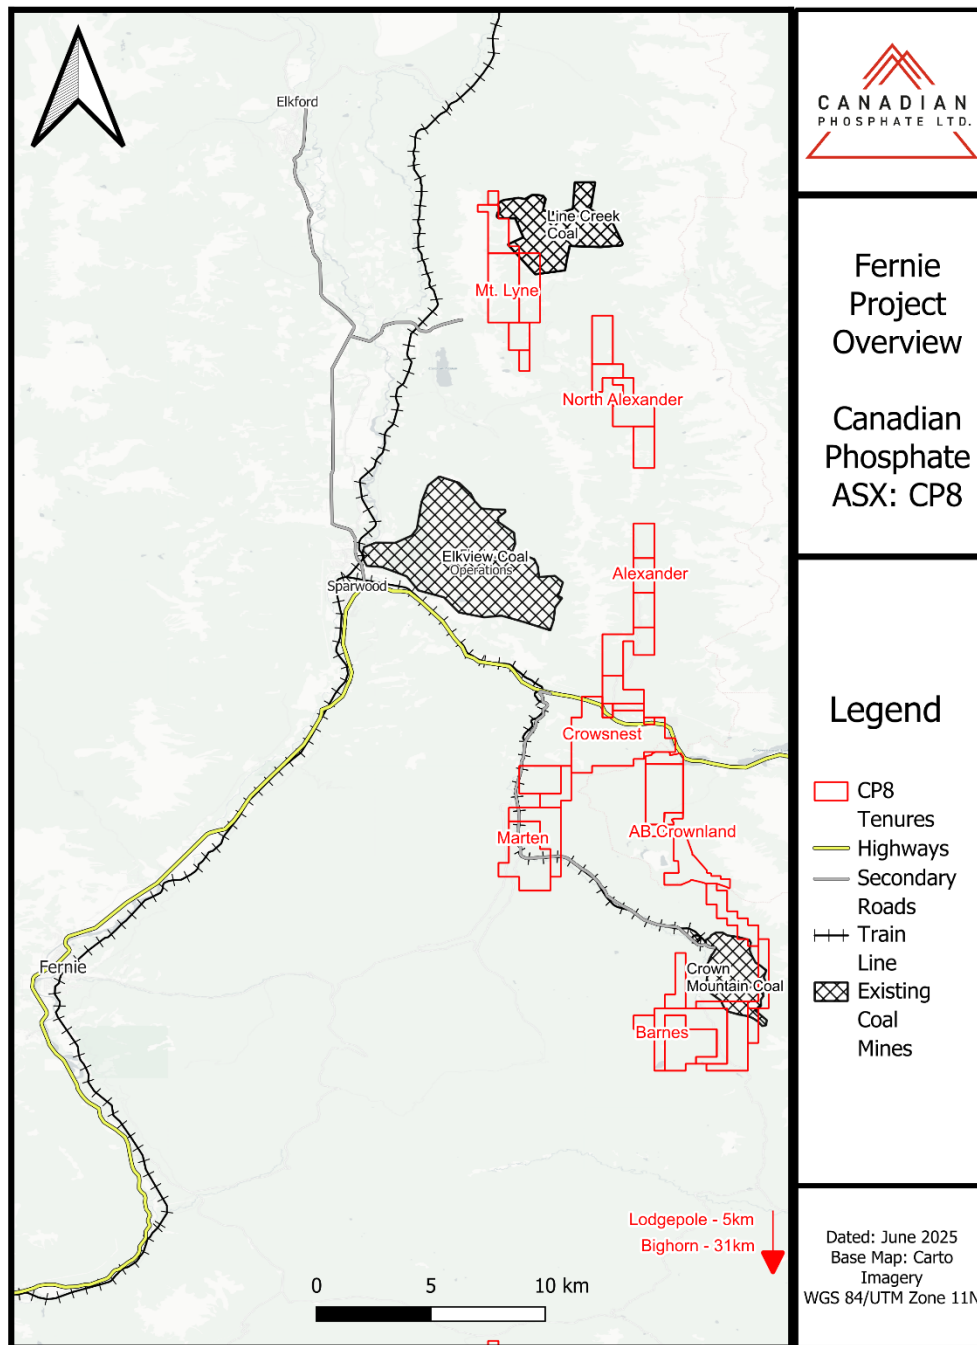 Elkford
Line Creek
Coal
Mt. Lyne
North Alexander
Elkview Coal
Operations
Sparwood
Alexander
Crowsnest
Marten
AB Crownland
Fernie
Crown
Mountain Coal
Barnes
Lodgepole - 5km
Bighorn - 31km
0 5 10 km
CANADIAN
PHOSPHATE LTD.
Fernie
Project
Overview
Canadian
Phosphate
ASX: CP8
Legend
CP8
Tenures
Highways
Secondary
Roads
Train
Line
Existing
Coal
Mines
Dated: June 2025
Base Map: Carto
Imagery
WGS 84/UTM Zone 11N